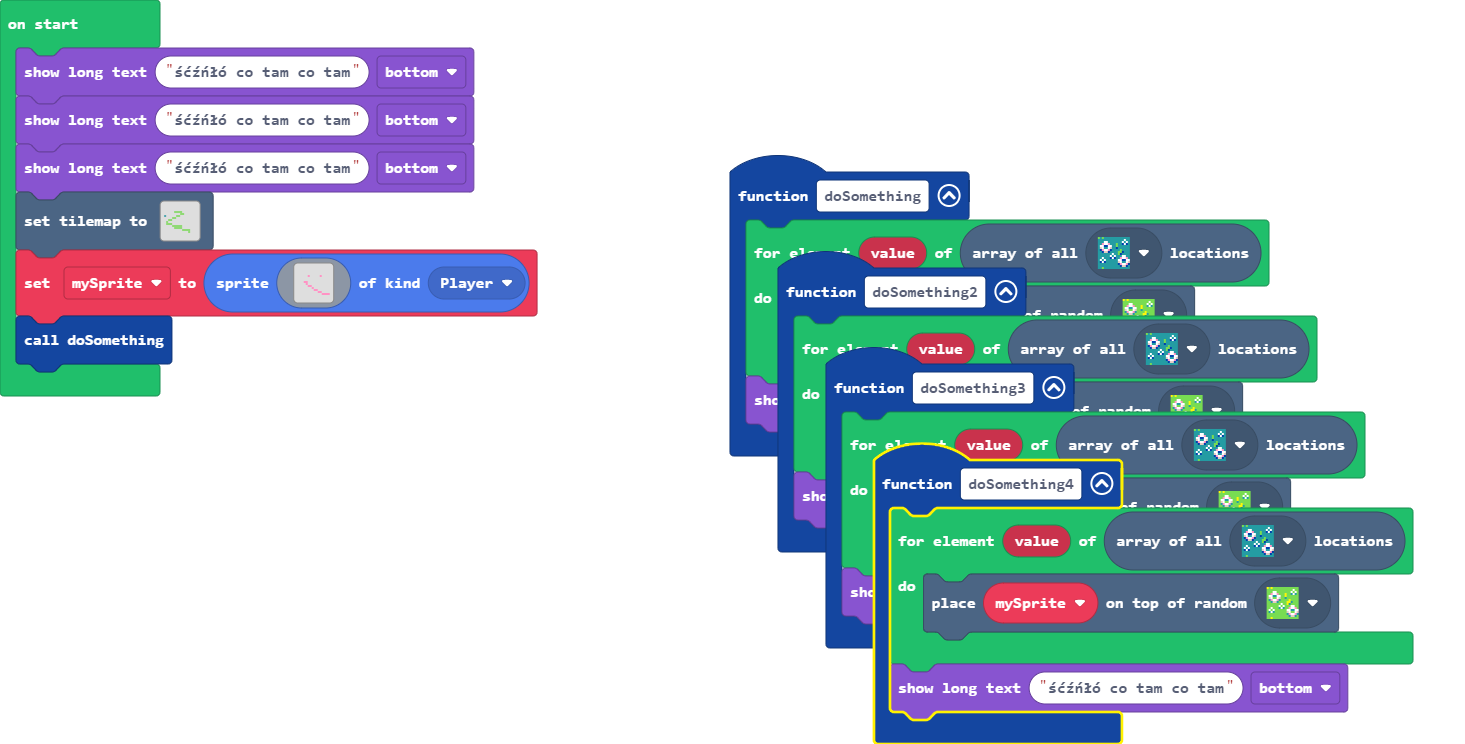 on start
show long text "śćźńłó co tam co tam" bottom
show long text "śćźńłó co tam co tam" bottom
show long text "śćźńłó co tam co tam" bottom
set tilemap to
set mySprite to sprite of kind Player
call doSomething
function doSomething
for element value of array of all locations
do
of random
sho
function doSomething2
for element value of array of all locations
do
of random
sho
function doSomething3
for element value of array of all locations
do
of random
sho
function doSomething4
for element value of array of all locations
do
place mySprite on top of random
show long text "śćźńłó co tam co tam" bottom